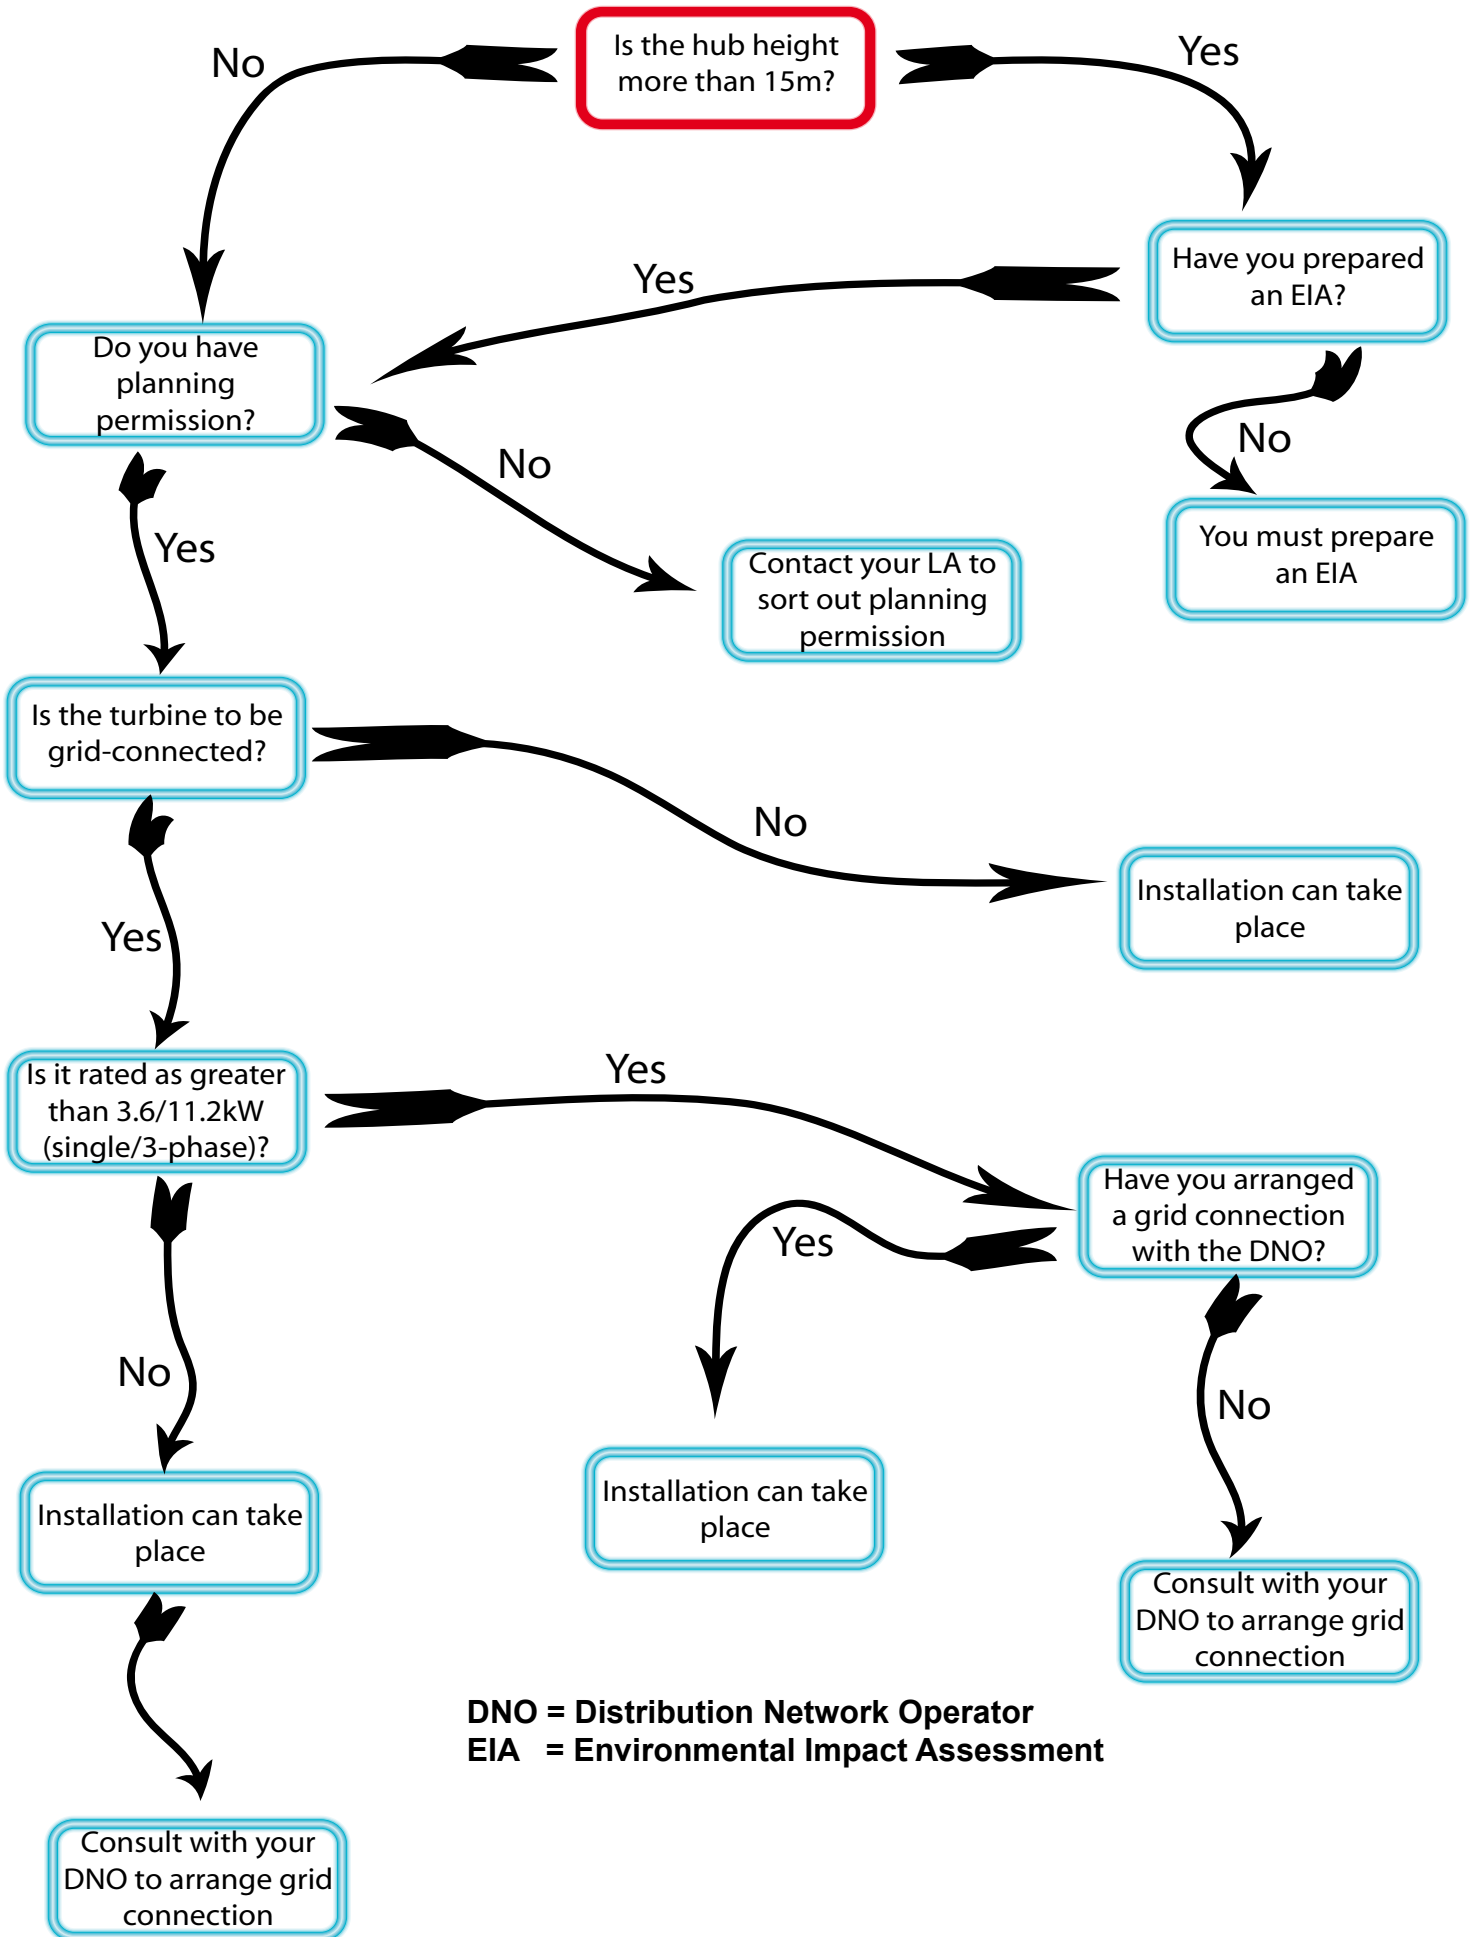 Is the hub height
more than 15m?
No
Yes
Have you prepared
an EIA?
Yes
No
Do you have
planning
permission?
You must prepare
an EIA
No
Yes
Contact your LA to
sort out planning
permission
Is the turbine to be
grid-connected?
No
Yes
Installation can take
place
Is it rated as greater
than 3.6/11.2kW
(single/3-phase)?
Yes
Have you arranged
a grid connection
with the DNO?
Yes
No
No
Installation can take
place
Installation can take
place
Consult with your
DNO to arrange grid
connection
DNO = Distribution Network Operator
EIA = Environmental Impact Assessment
Consult with your
DNO to arrange grid
connection